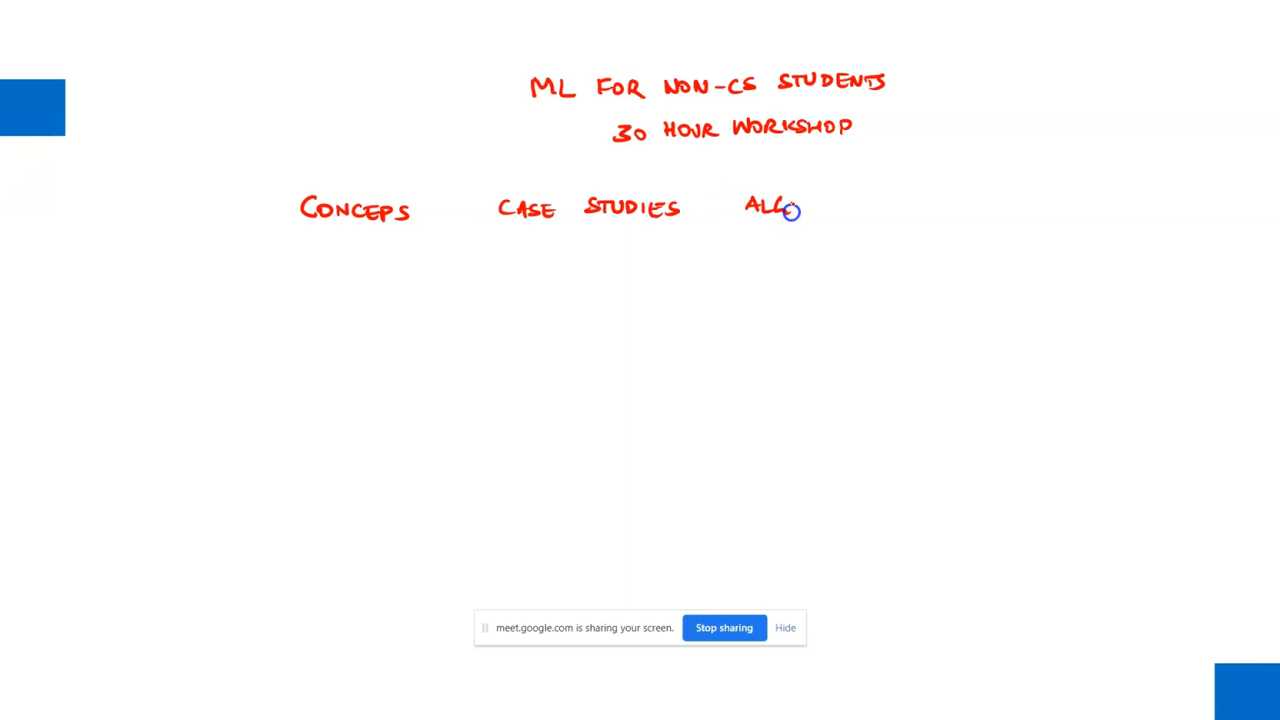 ML FOR NON-CS STUDENTS
30 HOUR WORKSHOP
CONCEPS CASE STUDIES ALG
meet.google.com is sharing your screen. Stop sharing Hide